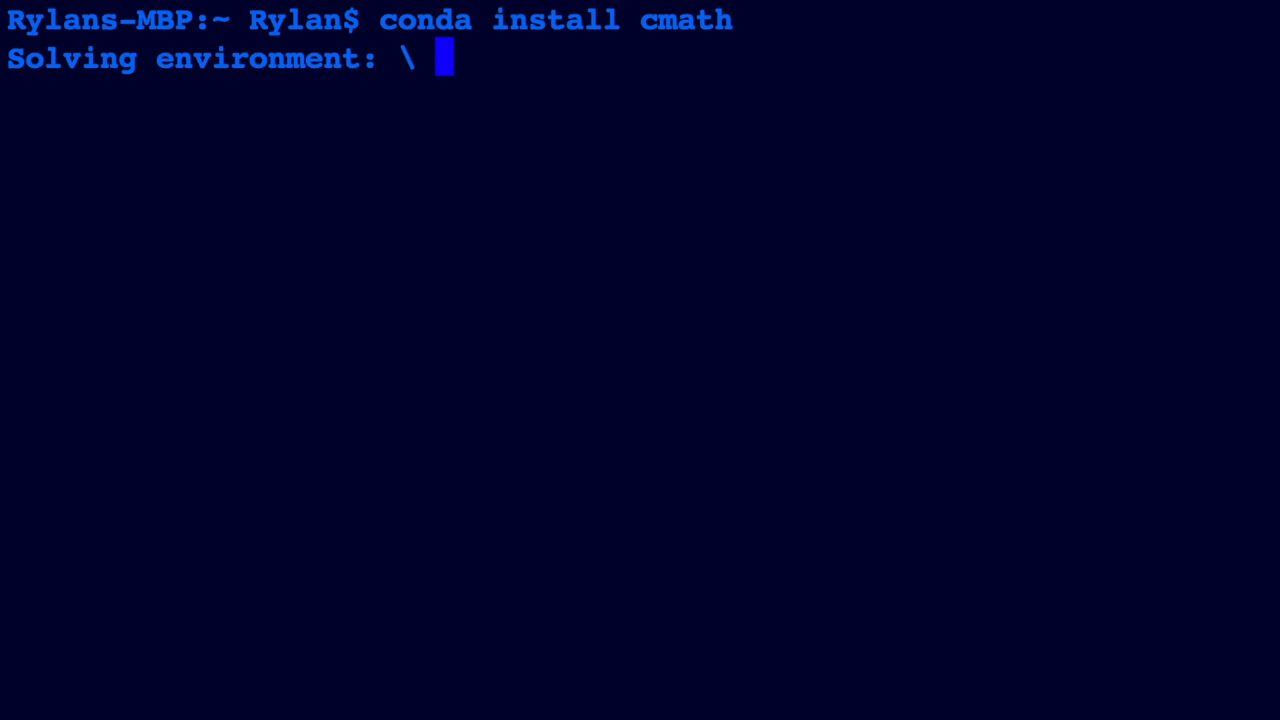 Rylans-MBP:~ Rylan$ conda install cmath
Solving environment: \